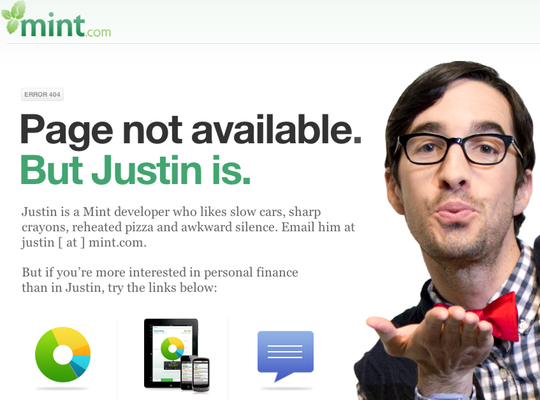 mint.com
ERROR 404
Page not available.
But Justin is.
Justin is a Mint developer who likes slow cars, sharp
crayons, reheated pizza and awkward silence. Email him at
justin [ at ] mint.com.
But if you’re more interested in personal finance
than in Justin, try the links below: